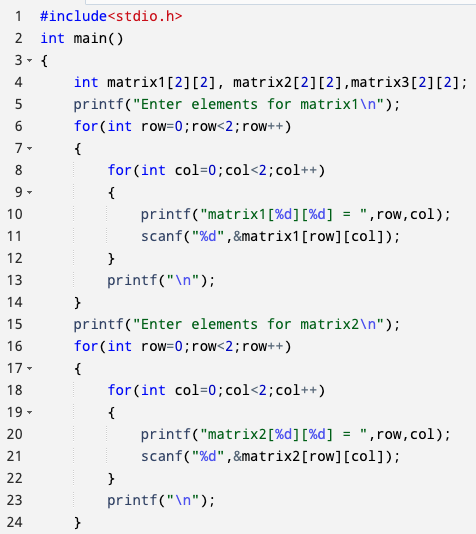 1 #include<stdio.h>
2 int main()
3 {
4 int matrix1[2][2], matrix2[2][2],matrix3[2][2];
5 printf("Enter elements for matrix1\n");
6 for(int row=0;row<2;row++)
7 {
8 for(int col=0;col<2;col++)
9 {
10 printf("matrix1[%d][%d] = ",row,col);
11 scanf("%d",&matrix1[row][col]);
12 }
13 printf("\n");
14 }
15 printf("Enter elements for matrix2\n");
16 for(int row=0;row<2;row++)
17 {
18 for(int col=0;col<2;col++)
19 {
20 printf("matrix2[%d][%d] = ",row,col);
21 scanf("%d",&matrix2[row][col]);
22 }
23 printf("\n");
24 }